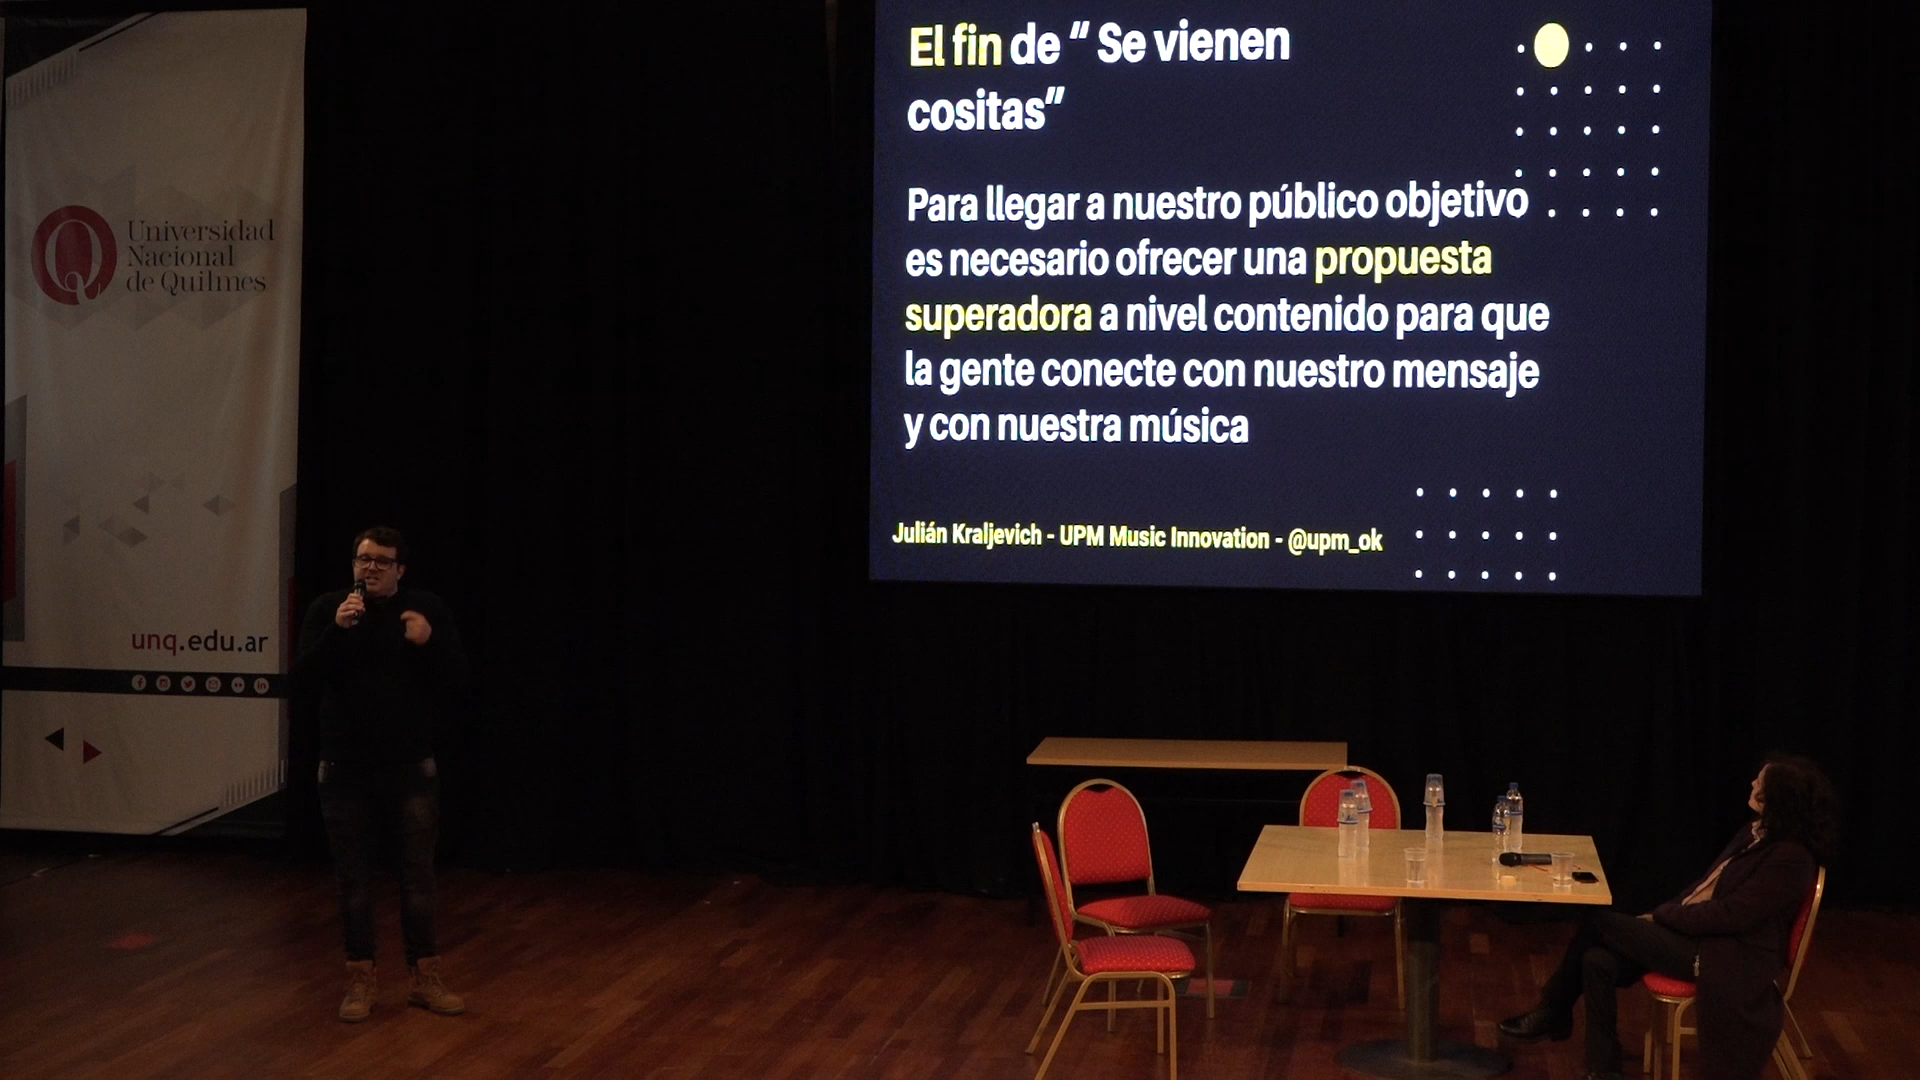 Universidad
Nacional
de Quilmes
unq.edu.ar
El fin de “ Se vienen
cositas”
Para llegar a nuestro público objetivo
es necesario ofrecer una propuesta
superadora a nivel contenido para que
la gente conecte con nuestro mensaje
y con nuestra música
Julián Kraljevich - UPM Music Innovation - @upm_ok